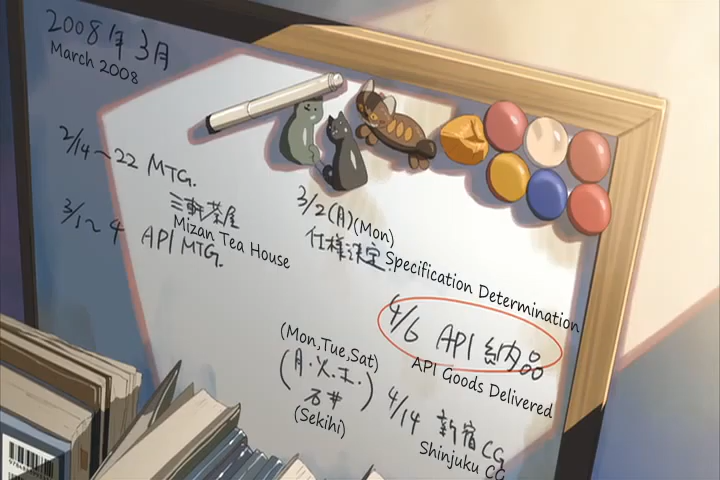 2008年3月
March 2008
2/14〜22 MTG.
三軒茶屋
Mizan Tea House
3/1〜4 API MTG.
3/2(月)(Mon)
仕様決定 Specification Determination
4/6 API 納品
API Goods Delivered
(Mon,Tue,Sat)
(月.火.土.)
石井
(Sekihi)
4/14 新宿CG
Shinjuku CG